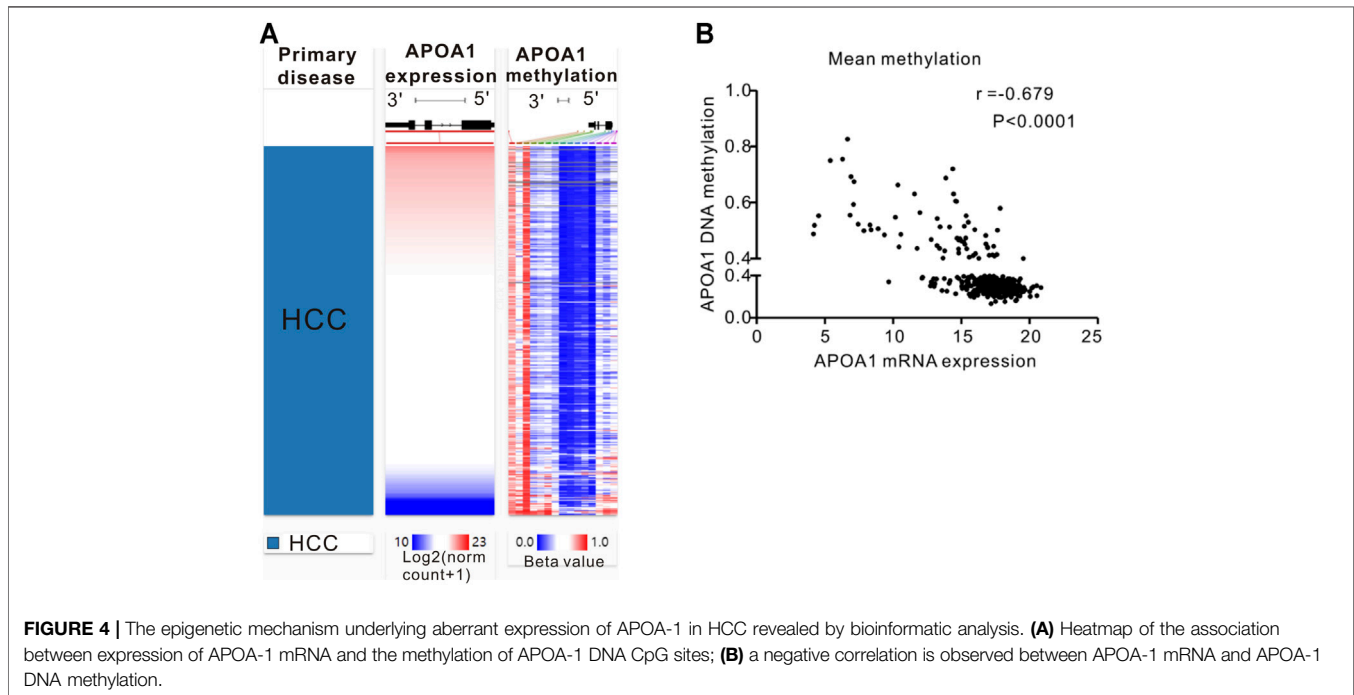 A
Primary
disease
APOA1
expression
APOA1
methylation
3' 5'
3' 5'
HCC
HCC
10 23
Log2(norm
count+1)
0.0 1.0
Beta value
B
Mean methylation
r =-0.679
P<0.0001
APOA1 DNA methylation
1.0
0.8
0.6
0.4
0.4
0.0
0 5 10 15 20 25
APOA1 mRNA expression
FIGURE 4 | The epigenetic mechanism underlying aberrant expression of APOA-1 in HCC revealed by bioinformatic analysis. (A) Heatmap of the association
between expression of APOA-1 mRNA and the methylation of APOA-1 DNA CpG sites; (B) a negative correlation is observed between APOA-1 mRNA and APOA-1
DNA methylation.